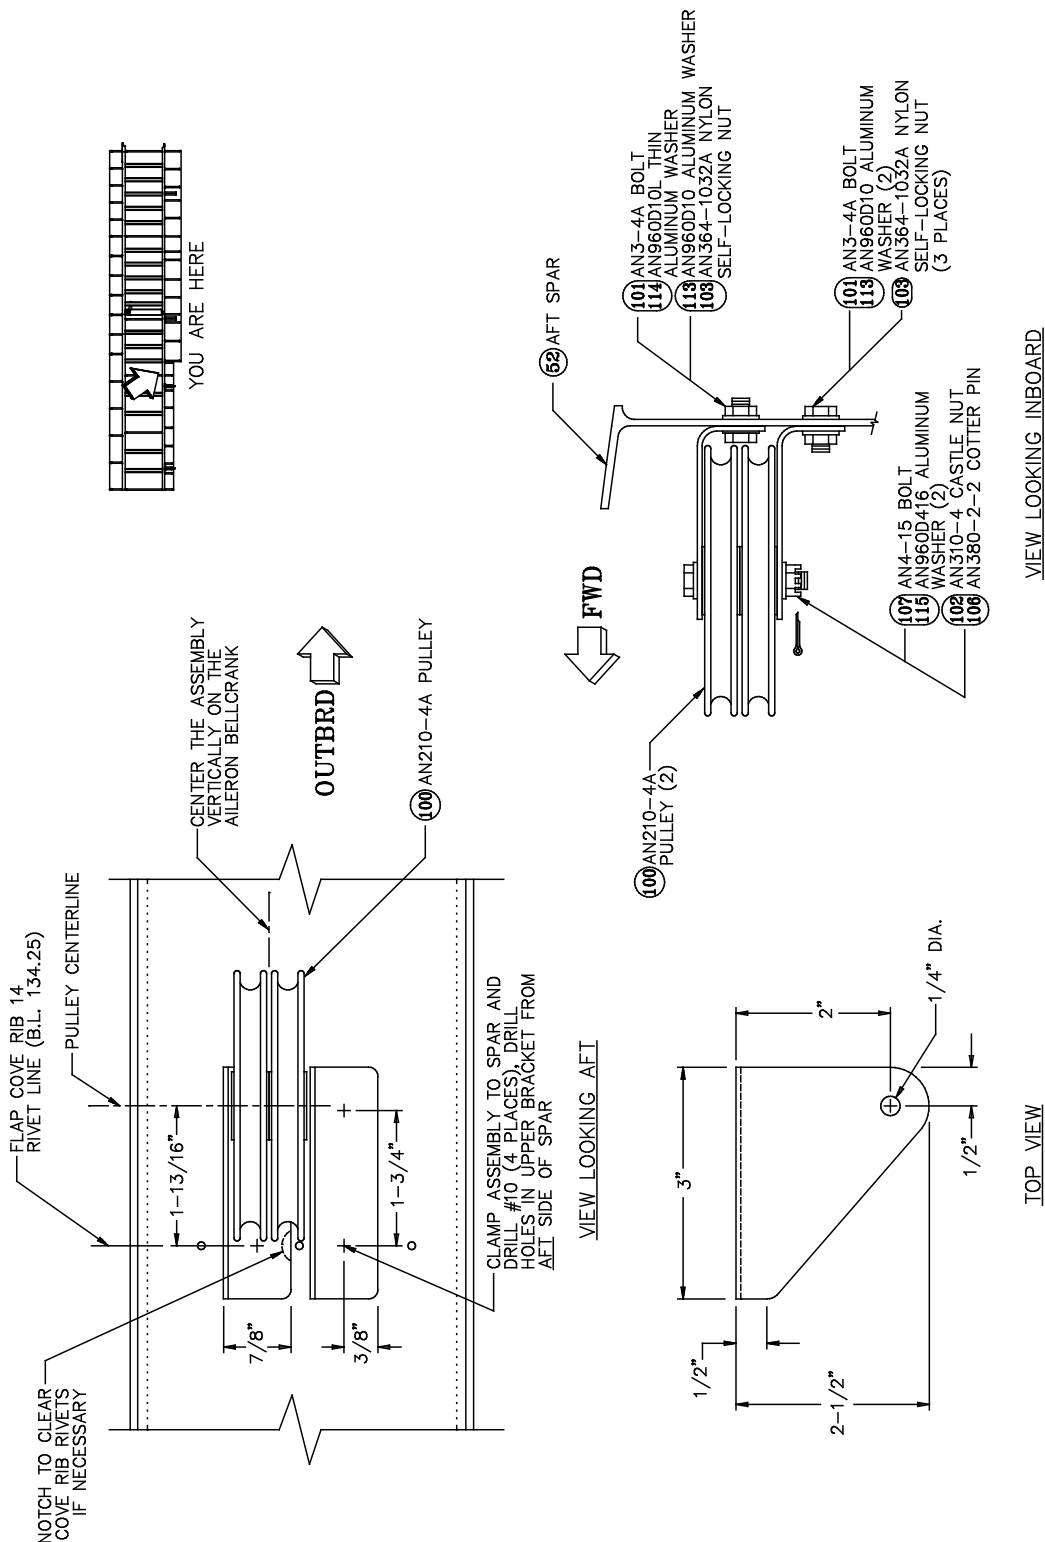 NOTCH TO CLEAR
COVE RIB RIVETS
IF NECESSARY
FLAP COVE RIB 14
RIVET LINE (B.L. 134.25)
PULLEY CENTERLINE
1-13/16"
7/8"
3/8"
1-3/4"
CENTER THE ASSEMBLY
VERTICALLY ON THE
AILERON BELLCRANK
OUTBRD
100 AN210-4A PULLEY
CLAMP ASSEMBLY TO SPAR AND
DRILL #10 (4 PLACES), DRILL
HOLES IN UPPER BRACKET FROM
AFT SIDE OF SPAR
VIEW LOOKING AFT
YOU ARE HERE
1/2"
2-1/2"
3"
2"
1/4" DIA.
1/2"
TOP VIEW
100 AN210-4A
PULLEY (2)
FWD
52 AFT SPAR
101 AN3-4A BOLT
114 AN960D10L THIN
ALUMINUM WASHER
113 AN960D10 ALUMINUM WASHER
103 AN364-1032A NYLON
SELF-LOCKING NUT
101 AN3-4A BOLT
113 AN960D10 ALUMINUM
WASHER (2)
103 AN364-1032A NYLON
SELF-LOCKING NUT
(3 PLACES)
107 AN4-15 BOLT
115 AN960D416 ALUMINUM
WASHER (2)
102 AN310-4 CASTLE NUT
106 AN380-2-2 COTTER PIN
VIEW LOOKING INBOARD